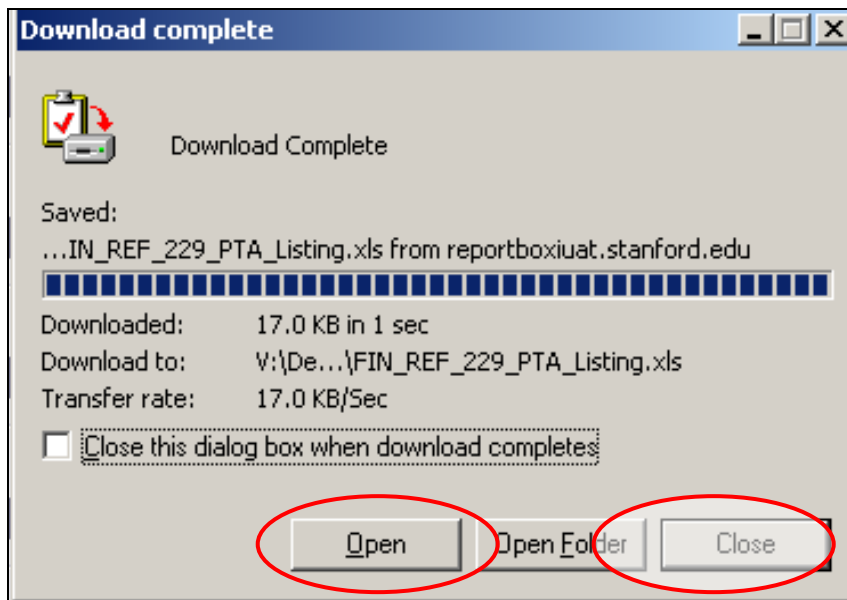 Download complete
Download Complete
Saved:
...IN_REF_229_PTA_Listing.xls from reportboxiuat.stanford.edu
Downloaded: 17.0 KB in 1 sec
Download to: V:\De...\FIN_REF_229_PTA_Listing.xls
Transfer rate: 17.0 KB/Sec
Close this dialog box when download completes
Open Open Folder Close